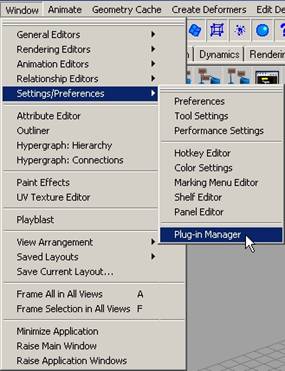 Window Animate Geometry Cache Create Deformers Edit De
Dynamics Renderin
General Editors
Rendering Editors
Animation Editors
Relationship Editors
Settings/Preferences
Attribute Editor
Outliner
Hypergraph: Hierarchy
Hypergraph: Connections
Paint Effects
UV Texture Editor
Playblast
View Arrangement
Saved Layouts
Save Current Layout...
Frame All in All Views A
Frame Selection in All Views F
Minimize Application
Raise Main Window
Raise Application Windows
Preferences
Tool Settings
Performance Settings
Hotkey Editor
Color Settings
Marking Menu Editor
Shelf Editor
Panel Editor
Plug-in Manager